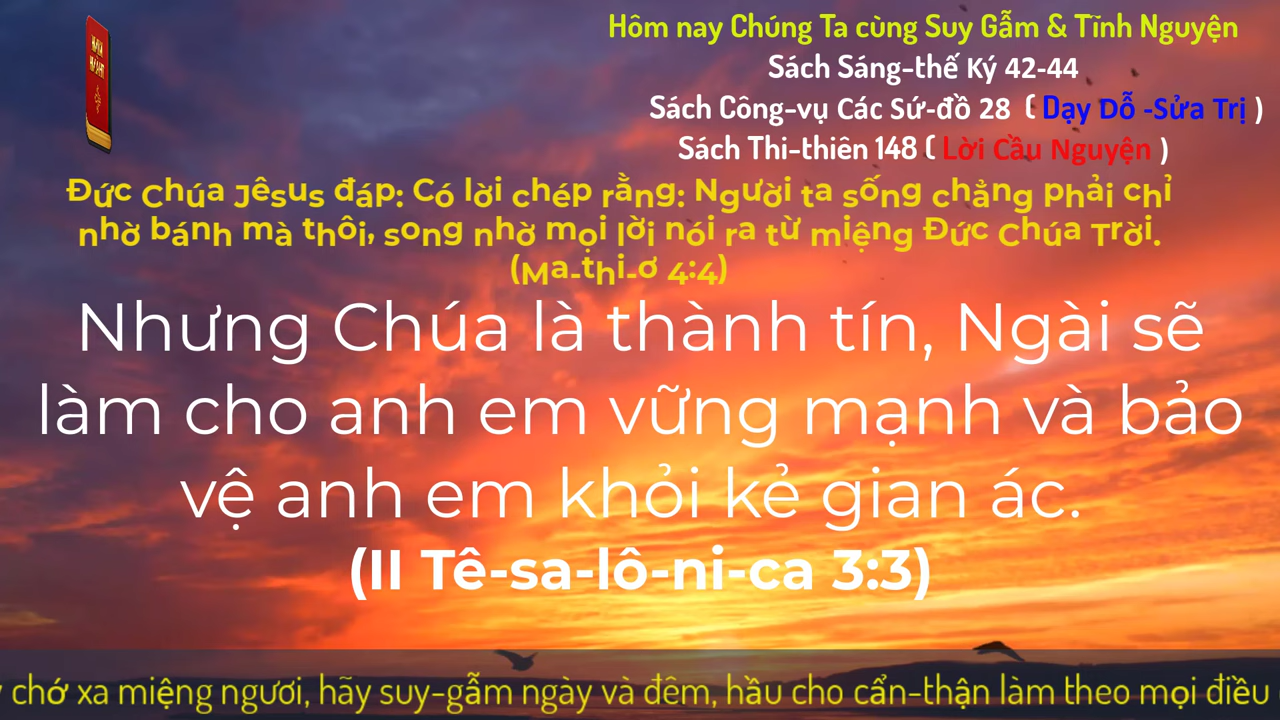 Hôm nay Chúng Ta cùng Suy Gẫm & Tĩnh Nguyện
Sách Sáng-thế Ký 42-44
Sách Công-vụ Các Sứ-đồ 28 ( Dạy Dỗ -Sửa Trị )
Sách Thi-thiên 148 ( Lời Cầu Nguyện )
Đức Chúa Jêsus đáp: Có lời chép rằng: Người ta sống chẳng phải chỉ
nhờ bánh mà thôi, song nhờ mọi lời nói ra từ miệng Đức Chúa Trời.
(Ma-thi-ơ 4:4)
Nhưng Chúa là thành tín, Ngài sẽ
làm cho anh em vững mạnh và bảo
vệ anh em khỏi kẻ gian ác.
(II Tê-sa-lô-ni-ca 3:3)
chớ xa miệng ngươi, hãy suy-gẫm ngày và đêm, hầu cho cẩn-thận làm theo mọi điều